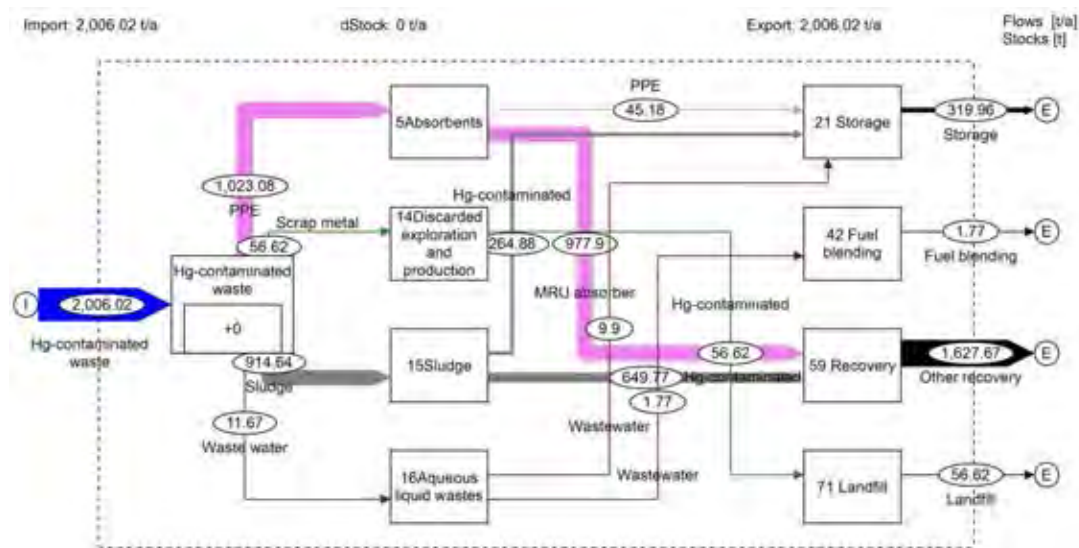 Import: 2,006.02 t/a
dStock: 0 t/a
Export: 2,006.02 t/a
Flows [t/a]
Stocks [t]
PPE
45.18
5Absorbents
21 Storage
319.96
E
Storage
1,023.08
PPE
Hg-contaminated
Scrap metal
56.62
14Discarded
exploration
and
production
264.88
977.9
42 Fuel
blending
1.77
E
Fuel blending
Hg-contaminated
waste
+0
I
2,006.02
Hg-contaminated
waste
MRU absorber
Hg-contaminated
9.9
914.64
Sludge
15Sludge
56.62
649.77
Hg-contaminated
59 Recovery
1,627.67
E
Other recovery
1.77
11.67
Waste water
Wastewater
Wastewater
16Aqueous
liquid wastes
71 Landfill
56.62
E
Landfill